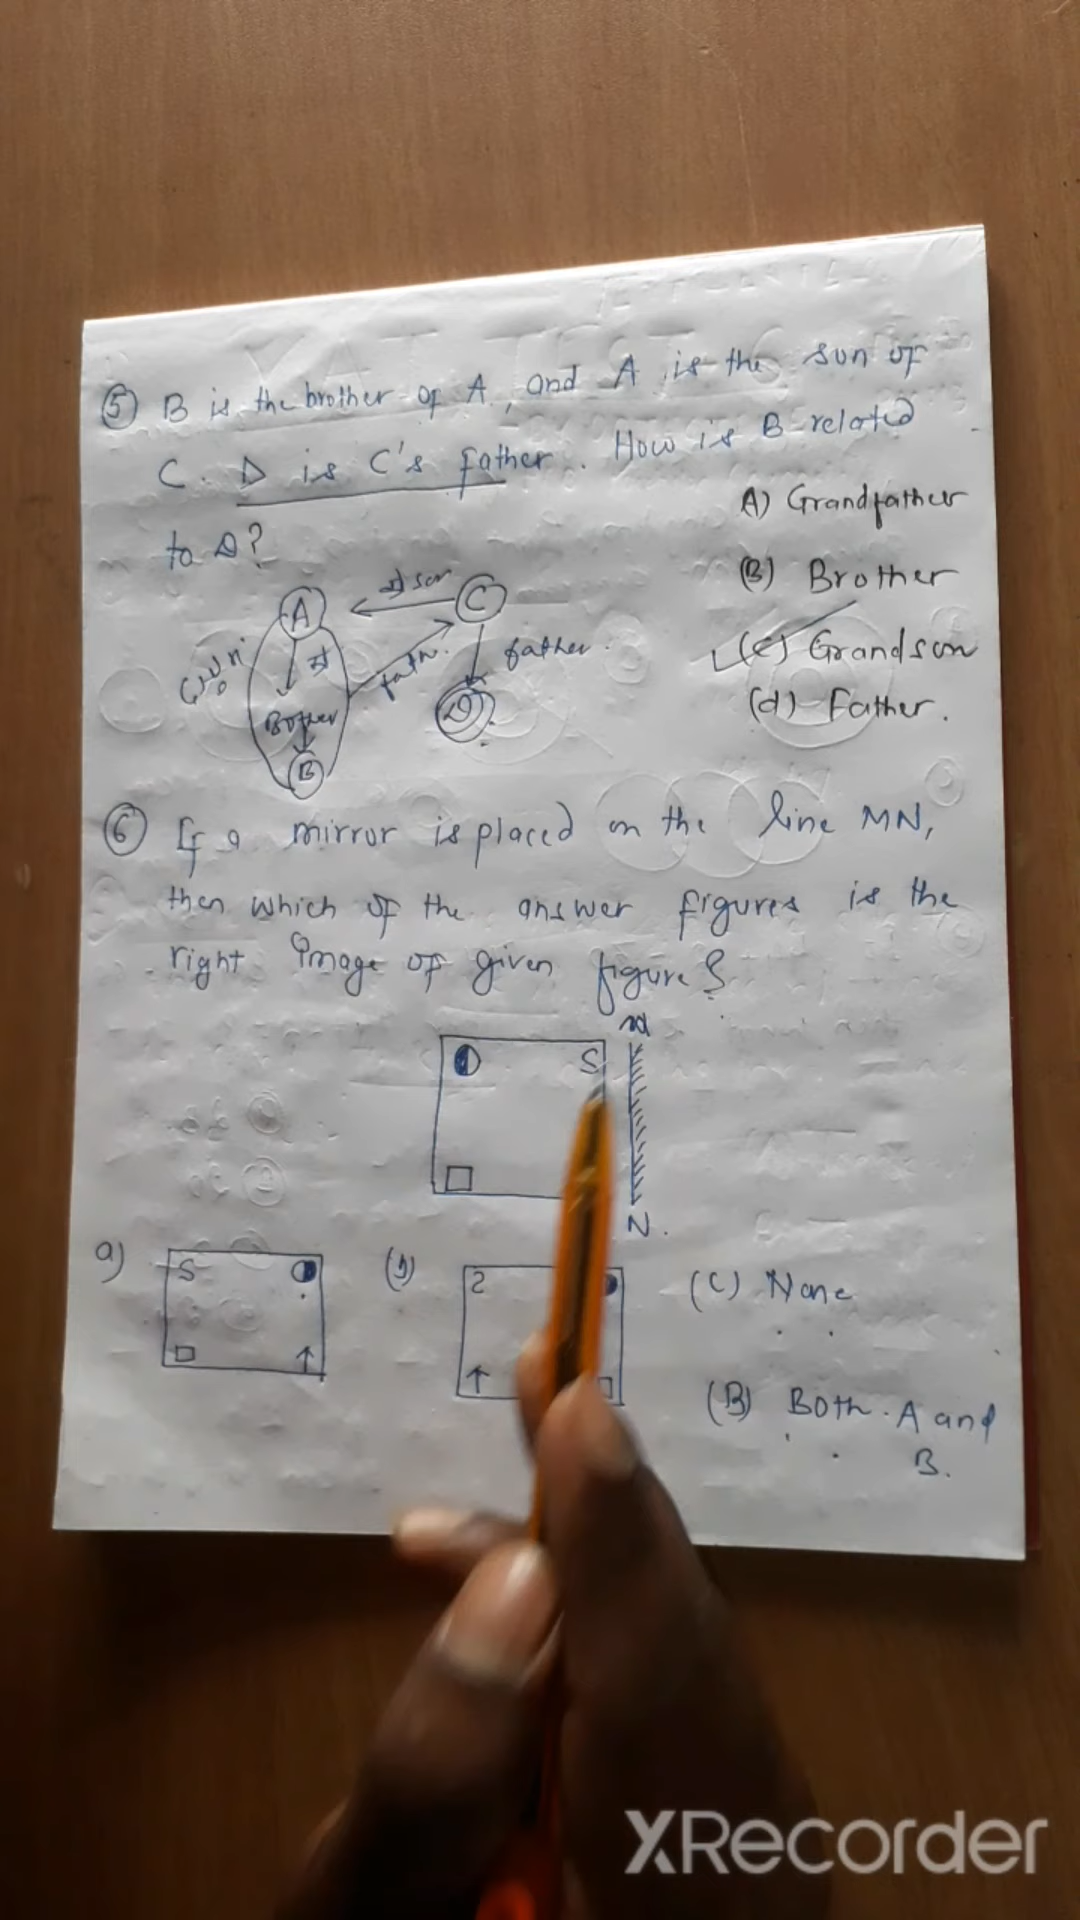 5 B is the brother of A, and A is the son of
C. D is C's father. How is B related
to D?
A) Grandfather
(B) Brother
(c) Grandson
(d) Father.
A
son
C
father.
Brother
B
D
6 If a mirror is placed on the line MN,
then which of the answer figures is the
right image of given figure?
M
S
N.
a)
S
2
(C) None
(B) Both A and
B.
XRecorder